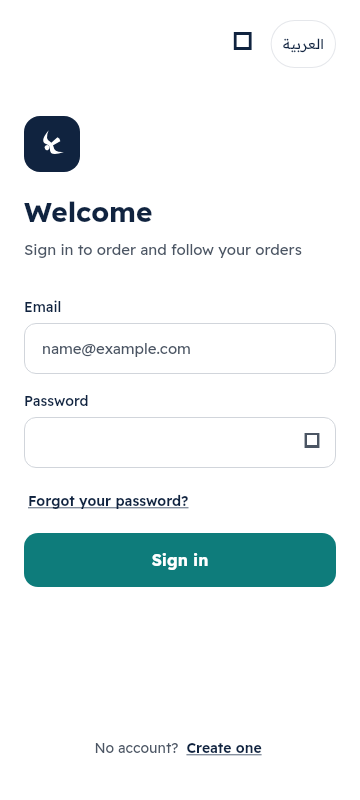 العربية
Welcome
Sign in to order and follow your orders
Email
name@example.com
Password
Forgot your password?
Sign in
No account? Create one